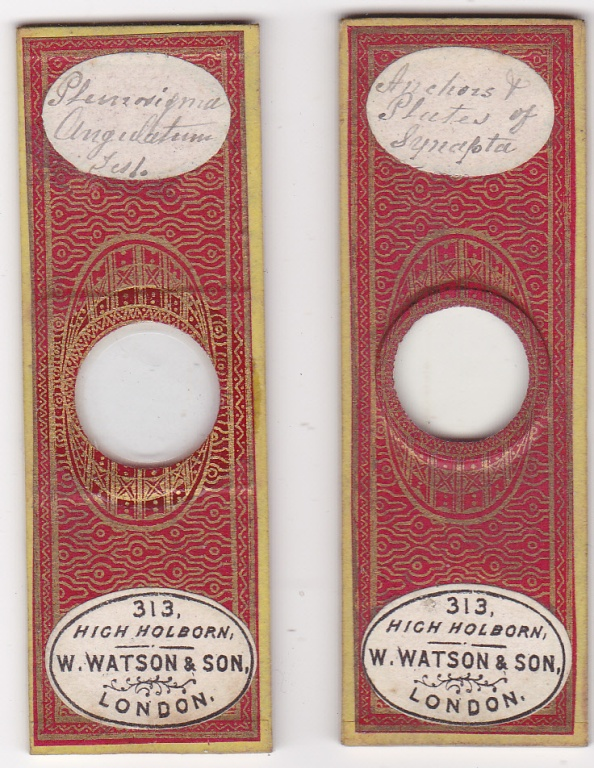 Pleurosigma
Angulatum
Test.
313,
HIGH HOLBORN,
W. WATSON & SON,
LONDON.
Anchors &
Plates of
Synapta
313,
HIGH HOLBORN,
W. WATSON & SON,
LONDON.